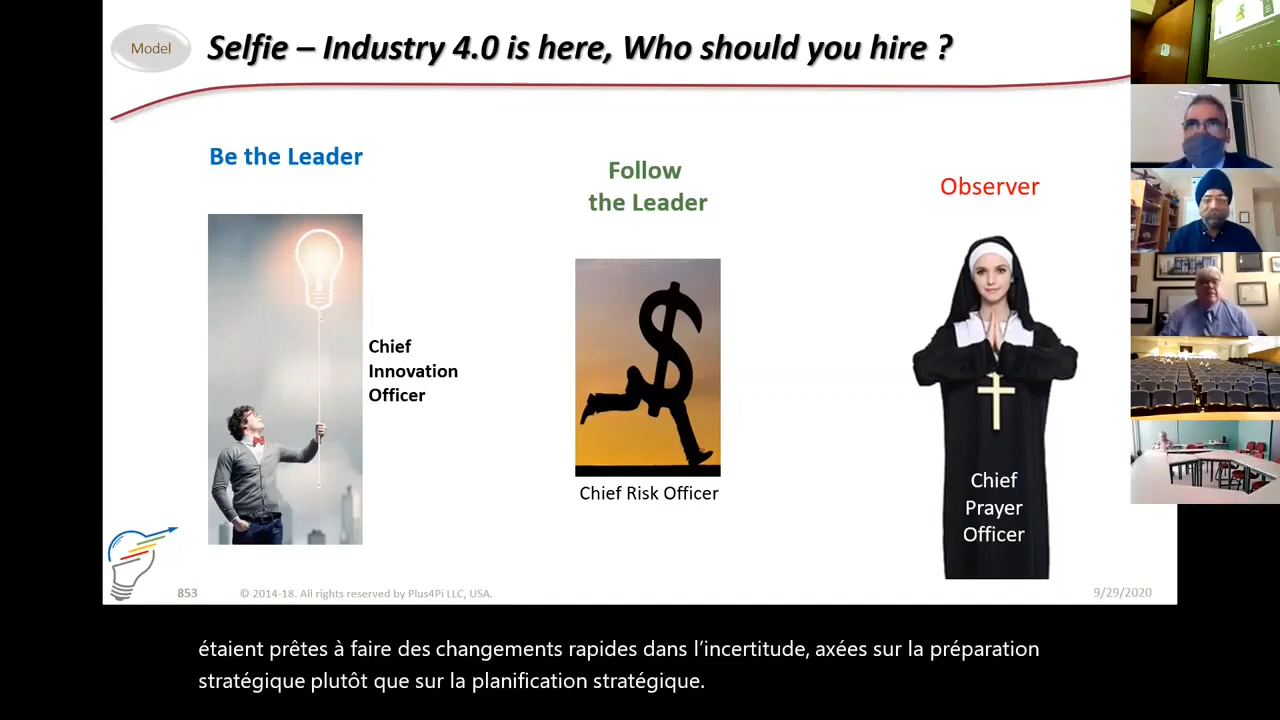 Model
Selfie – Industry 4.0 is here, Who should you hire ?
Be the Leader
Chief
Innovation
Officer
Follow
the Leader
Chief Risk Officer
Observer
Chief
Prayer
Officer
853
© 2014-18. All rights reserved by Plus4Pi LLC, USA.
9/29/2020
étaient prêtes à faire des changements rapides dans l’incertitude, axées sur la préparation
stratégique plutôt que sur la planification stratégique.